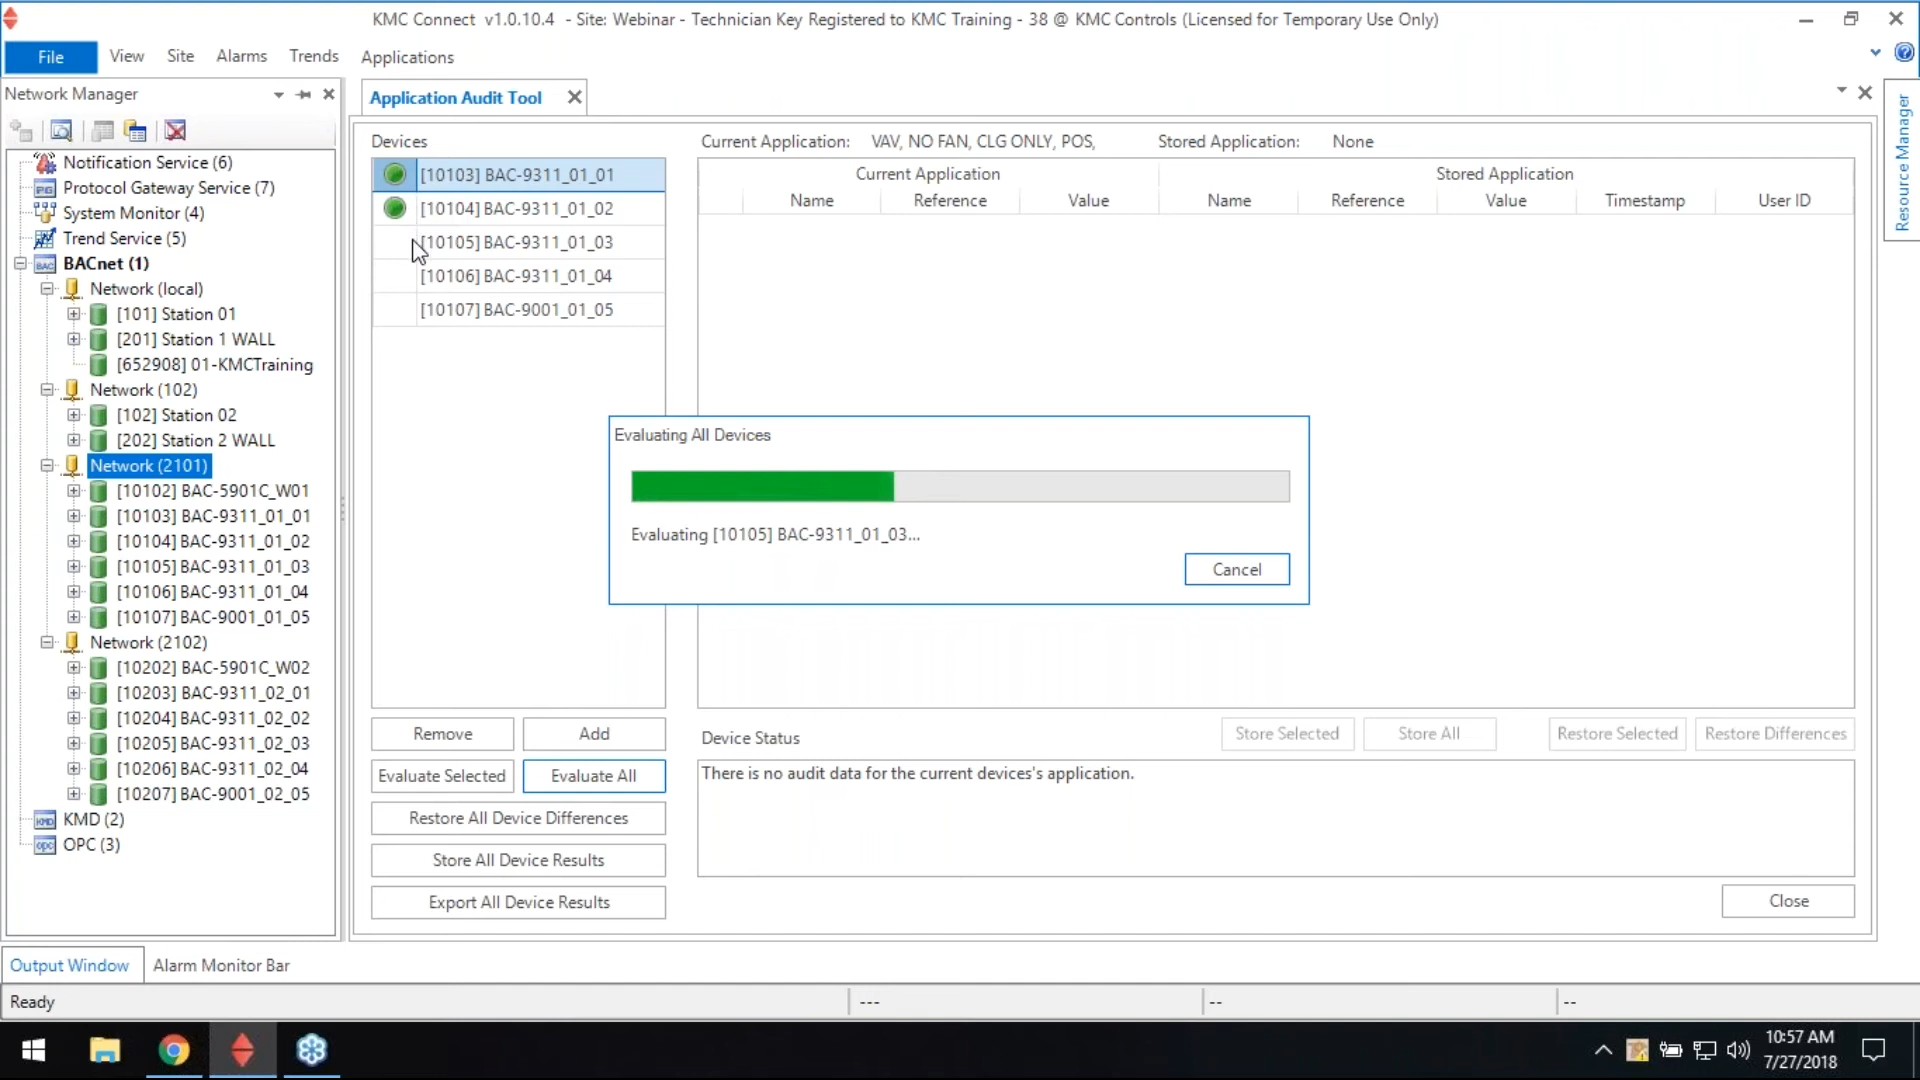 KMC Connect v1.0.10.4 - Site: Webinar - Technician Key Registered to KMC Training - 38 @ KMC Controls (Licensed for Temporary Use Only)
File View Site Alarms Trends Applications
Network Manager
Notification Service (6)
Protocol Gateway Service (7)
System Monitor (4)
Trend Service (5)
BACnet (1)
Network (local)
[101] Station 01
[201] Station 1 WALL
[652908] 01-KMCTraining
Network (102)
[102] Station 02
[202] Station 2 WALL
Network (2101)
[10102] BAC-5901C_W01
[10103] BAC-9311_01_01
[10104] BAC-9311_01_02
[10105] BAC-9311_01_03
[10106] BAC-9311_01_04
[10107] BAC-9001_01_05
Network (2102)
[10202] BAC-5901C_W02
[10203] BAC-9311_02_01
[10204] BAC-9311_02_02
[10205] BAC-9311_02_03
[10206] BAC-9311_02_04
[10207] BAC-9001_02_05
KMD (2)
OPC (3)
Application Audit Tool
Devices
[10103] BAC-9311_01_01
[10104] BAC-9311_01_02
[10105] BAC-9311_01_03
[10106] BAC-9311_01_04
[10107] BAC-9001_01_05
Current Application: VAV, NO FAN, CLG ONLY, POS, Stored Application: None
Current Application Stored Application
Name Reference Value Name Reference Value Timestamp User ID
Evaluating All Devices
Evaluating [10105] BAC-9311_01_03...
Cancel
Remove Add
Evaluate Selected Evaluate All
Restore All Device Differences
Store All Device Results
Export All Device Results
Device Status
Store Selected Store All Restore Selected Restore Differences
There is no audit data for the current devices's application.
Close
Resource Manager
Output Window Alarm Monitor Bar
Ready --- -- --
10:57 AM
7/27/2018